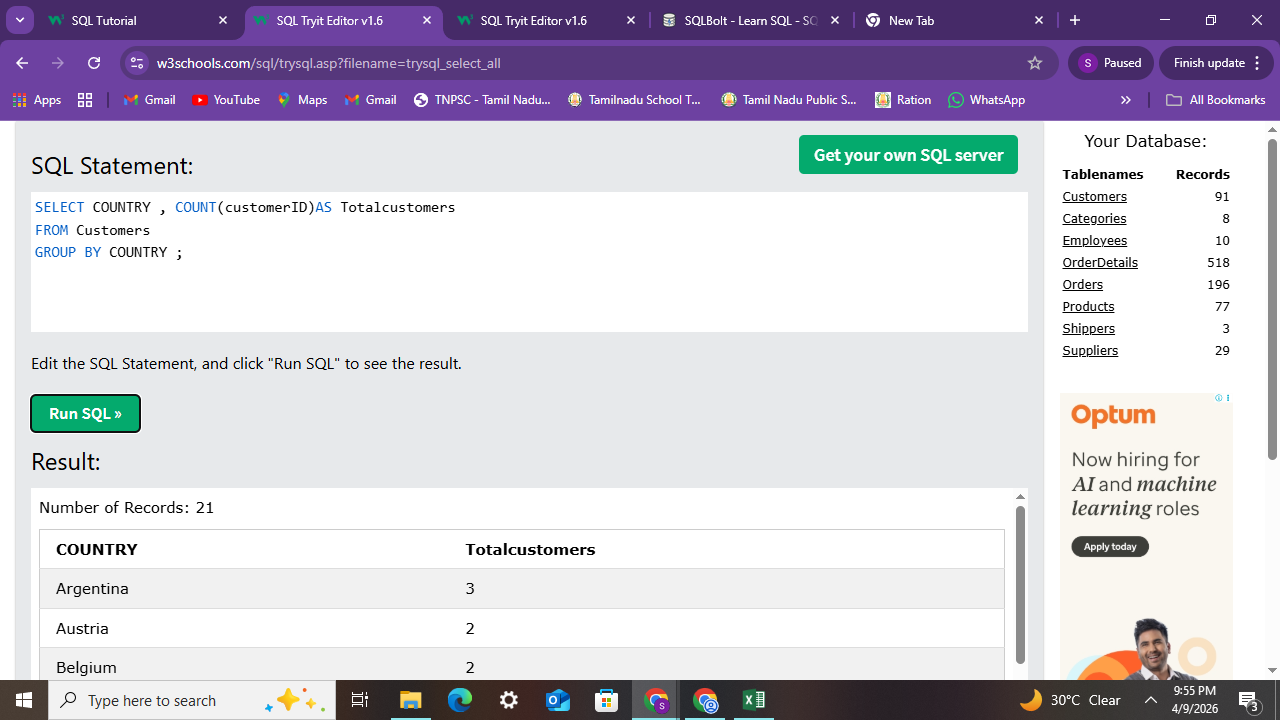 SQL Tutorial
SQL Tryit Editor v1.6
SQL Tryit Editor v1.6
SQLBolt - Learn SQL - SQ
New Tab
w3schools.com/sql/trysql.asp?filename=trysql_select_all
S
Paused
Finish update
Apps
Gmail
YouTube
Maps
Gmail
TNPSC - Tamil Nadu...
Tamilnadu School T...
Tamil Nadu Public S...
Ration
WhatsApp
»
All Bookmarks
SQL Statement:
Get your own SQL server
SELECT COUNTRY , COUNT(customerID)AS Totalcustomers
FROM Customers
GROUP BY COUNTRY ;
Edit the SQL Statement, and click "Run SQL" to see the result.
Run SQL »
Result:
Number of Records: 21
COUNTRY Totalcustomers
Argentina 3
Austria 2
Belgium 2
Your Database:
Tablenames Records
Customers 91
Categories 8
Employees 10
OrderDetails 518
Orders 196
Products 77
Shippers 3
Suppliers 29
Optum
Now hiring for
AI and machine
learning roles
Apply today
Type here to search
S
30°C Clear
9:55 PM
4/9/2026
3